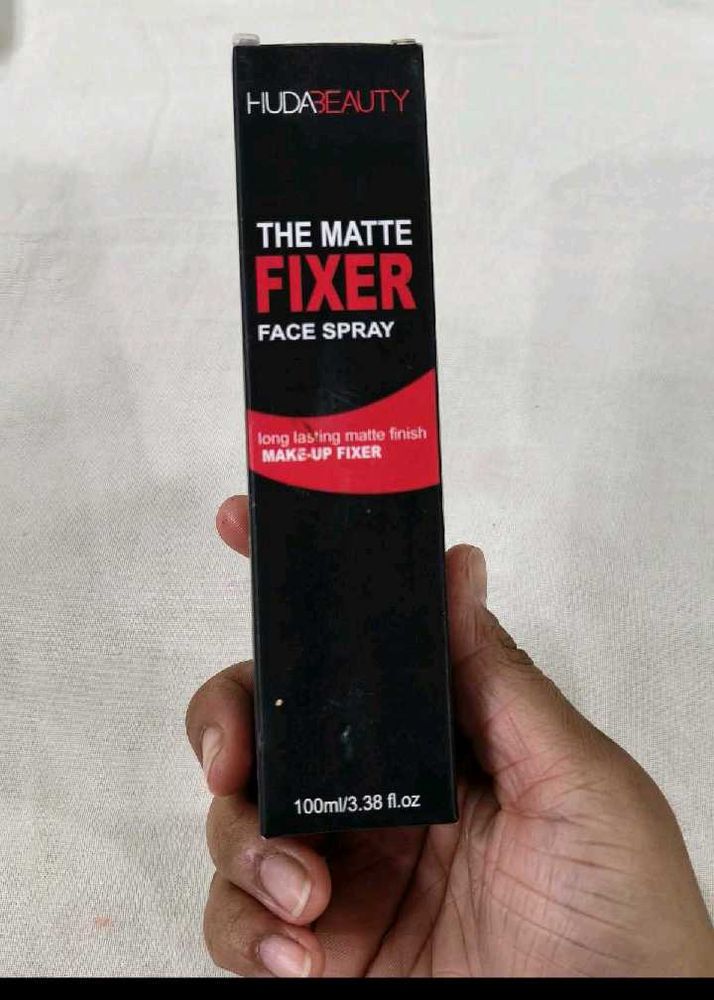 HUDABEAUTY
THE MATTE
FIXER
FACE SPRAY
long lasting matte finish
MAKE-UP FIXER
100ml/3.38 fl.oz